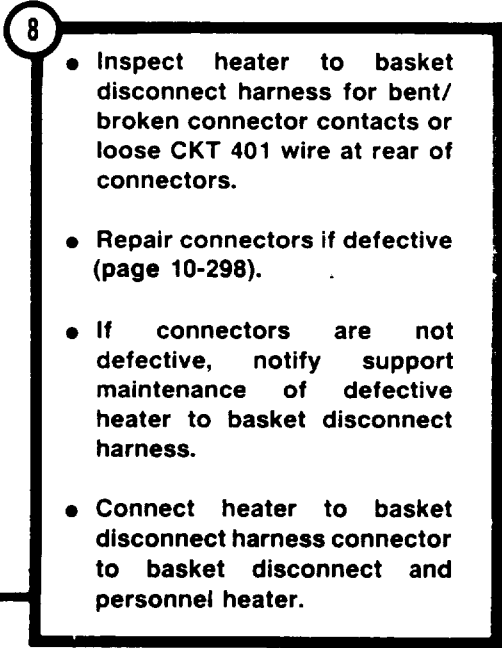 8
● Inspect heater to basket
disconnect harness for bent/
broken connector contacts or
loose CKT 401 wire at rear of
connectors.
● Repair connectors if defective
(page 10-298).
● If connectors are not
defective, notify support
maintenance of defective
heater to basket disconnect
harness.
● Connect heater to basket
disconnect harness connector
to basket disconnect and
personnel heater.